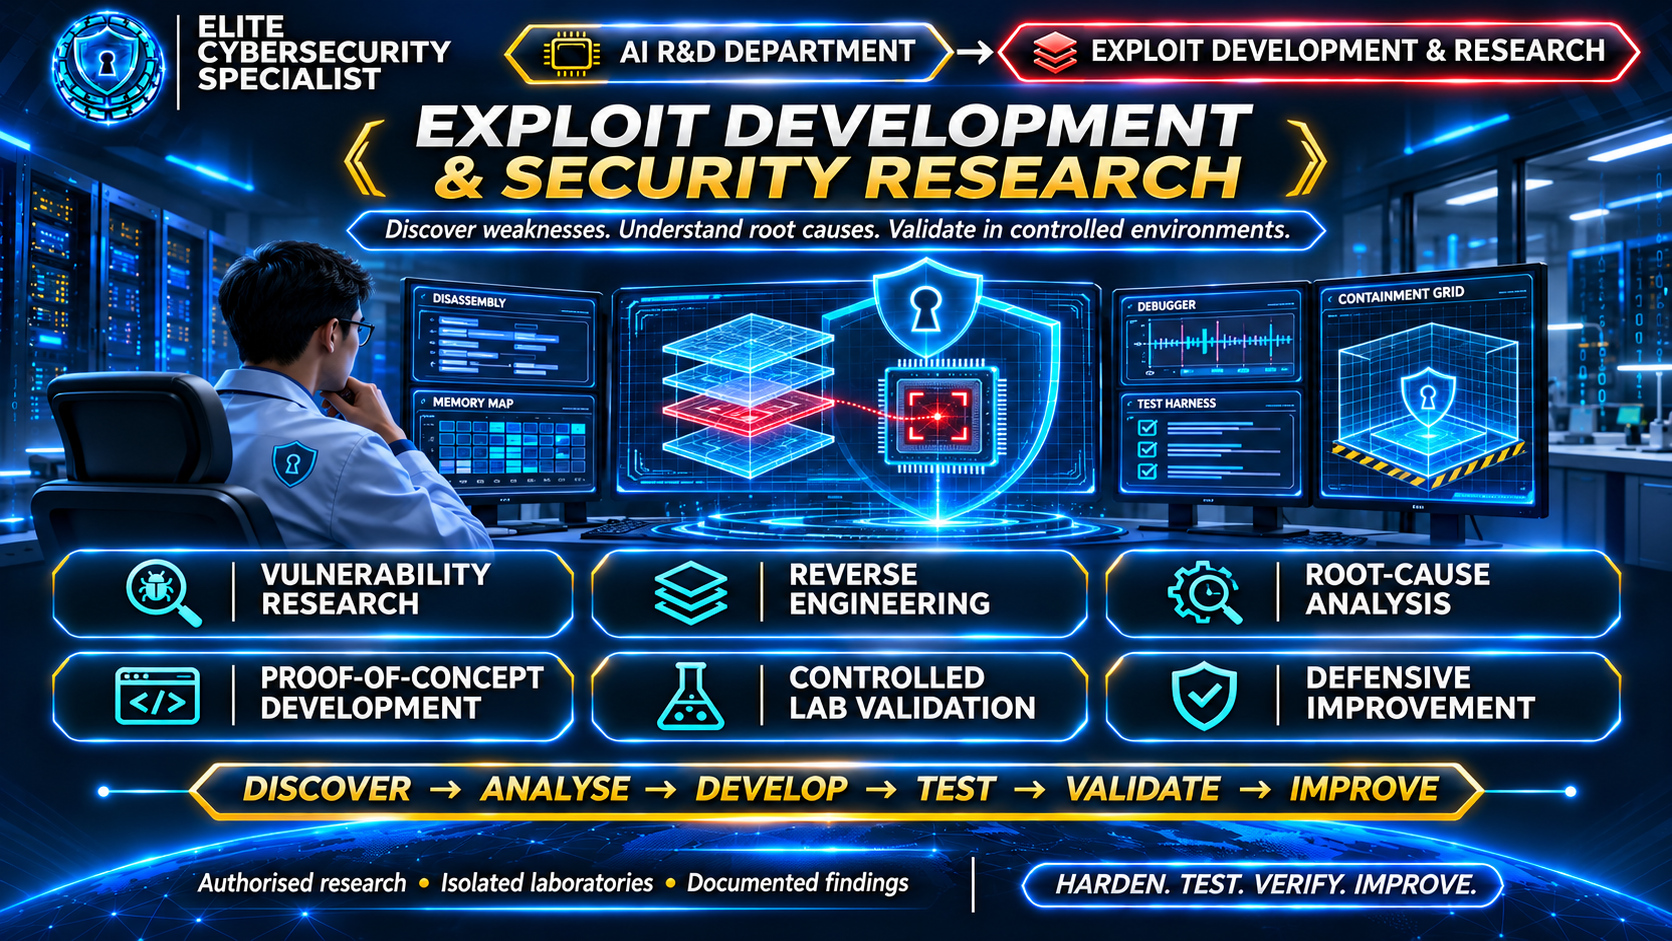 ELITE
CYBERSECURITY
SPECIALIST
AI R&D DEPARTMENT → EXPLOIT DEVELOPMENT & RESEARCH
EXPLOIT DEVELOPMENT
& SECURITY RESEARCH
Discover weaknesses. Understand root causes. Validate in controlled environments.
DISASSEMBLY
MEMORY MAP
DEBUGGER
TEST HARNESS
CONTAINMENT GRID
VULNERABILITY
RESEARCH
REVERSE
ENGINEERING
ROOT-CAUSE
ANALYSIS
PROOF-OF-CONCEPT
DEVELOPMENT
CONTROLLED
LAB VALIDATION
DEFENSIVE
IMPROVEMENT
DISCOVER → ANALYSE → DEVELOP → TEST → VALIDATE → IMPROVE
Authorised research • Isolated laboratories • Documented findings
HARDEN. TEST. VERIFY. IMPROVE.